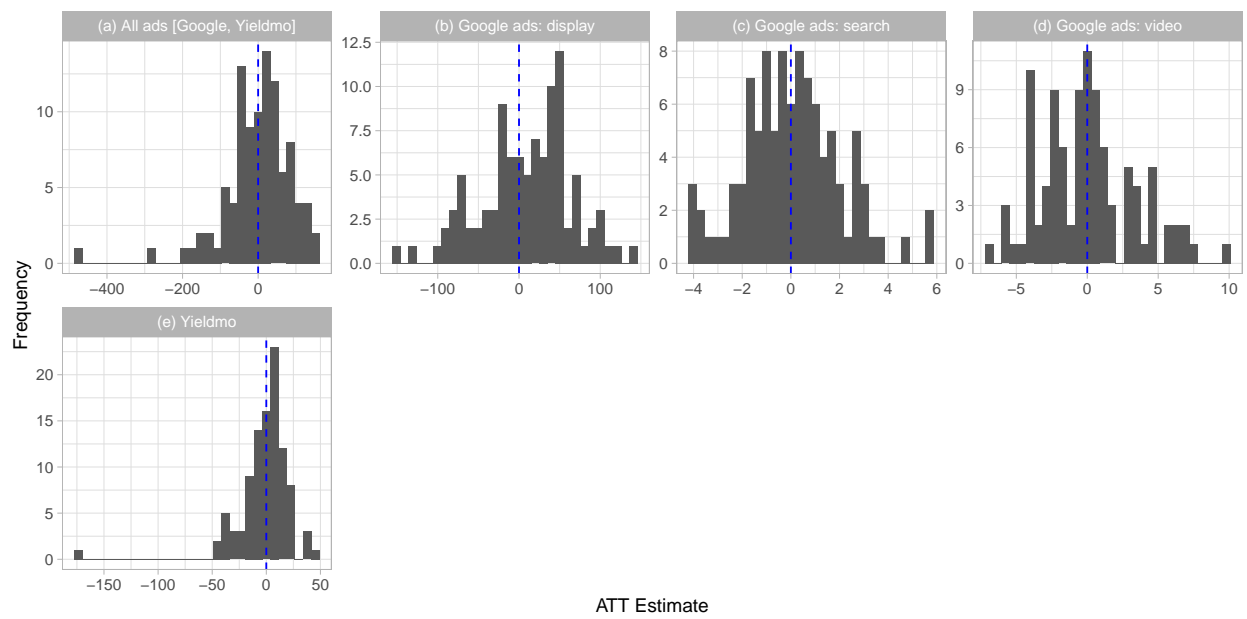 (a) All ads [Google, Yieldmo]
(b) Google ads: display
(c) Google ads: search
(d) Google ads: video
10
5
0
−400 −200 0
12.5
10.0
7.5
5.0
2.5
0.0
−100 0 100
8
6
4
2
0
−4 −2 0 2 4 6
9
6
3
0
−5 0 5 10
Frequency
(e) Yieldmo
20
15
10
5
0
−150 −100 −50 0 50
ATT Estimate